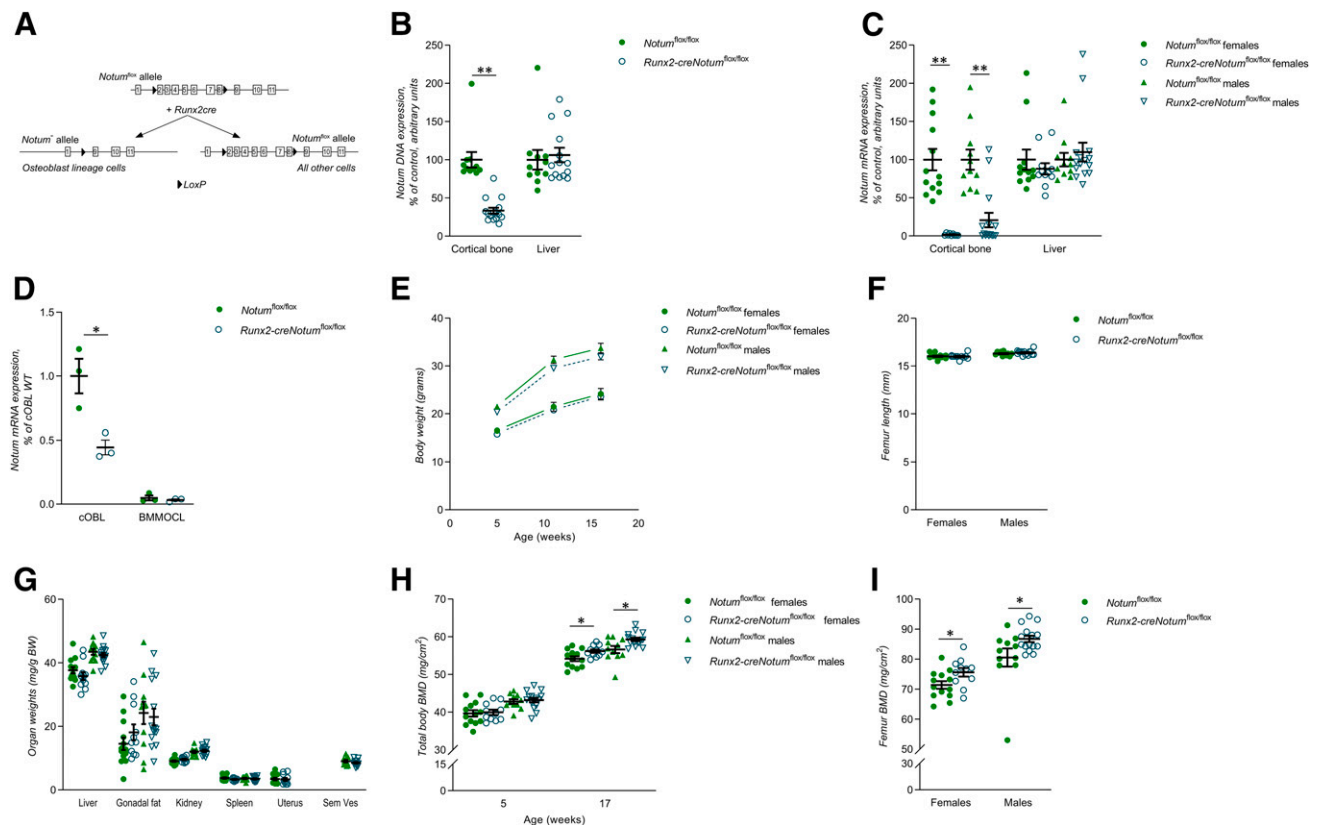 A
Notum^flox allele
1 2 3 4 5 6 7 8 9 10 11
+ Runx2cre
Notum^- allele
Notum^flox allele
1 9 10 11
1 2 3 4 5 6 7 8 9 10 11
Osteoblast lineage cells
All other cells
LoxP
B
Notum DNA expression,
% of control, arbitrary units
250
200
150
100
50
0
**
Cortical bone
Liver
Notum^flox/flox
Runx2-creNotum^flox/flox
C
Notum mRNA expression,
% of control, arbitrary units
250
200
150
100
50
0
**
**
Cortical bone
Liver
Notum^flox/flox females
Runx2-creNotum^flox/flox females
Notum^flox/flox males
Runx2-creNotum^flox/flox males
D
Notum mRNA expression,
% of cOBL WT
1.5
1.0
0.5
0.0
*
cOBL
BMMOCL
Notum^flox/flox
Runx2-creNotum^flox/flox
E
Body weight (grams)
40
30
20
10
0
0
5
10
15
20
Age (weeks)
Notum^flox/flox females
Runx2-creNotum^flox/flox females
Notum^flox/flox males
Runx2-creNotum^flox/flox males
F
Femur length (mm)
20
15
10
5
0
Females
Males
Notum^flox/flox
Runx2-creNotum^flox/flox
G
Organ weights (mg/g BW)
60
40
20
0
Liver
Gonadal fat
Kidney
Spleen
Uterus
Sem Ves
H
Total body BMD (mg/cm²)
70
60
50
40
30
15
0
*
*
5
17
Age (weeks)
Notum^flox/flox females
Runx2-creNotum^flox/flox females
Notum^flox/flox males
Runx2-creNotum^flox/flox males
I
Femur BMD (mg/cm²)
100
90
80
70
60
50
30
0
*
*
Females
Males
Notum^flox/flox
Runx2-creNotum^flox/flox